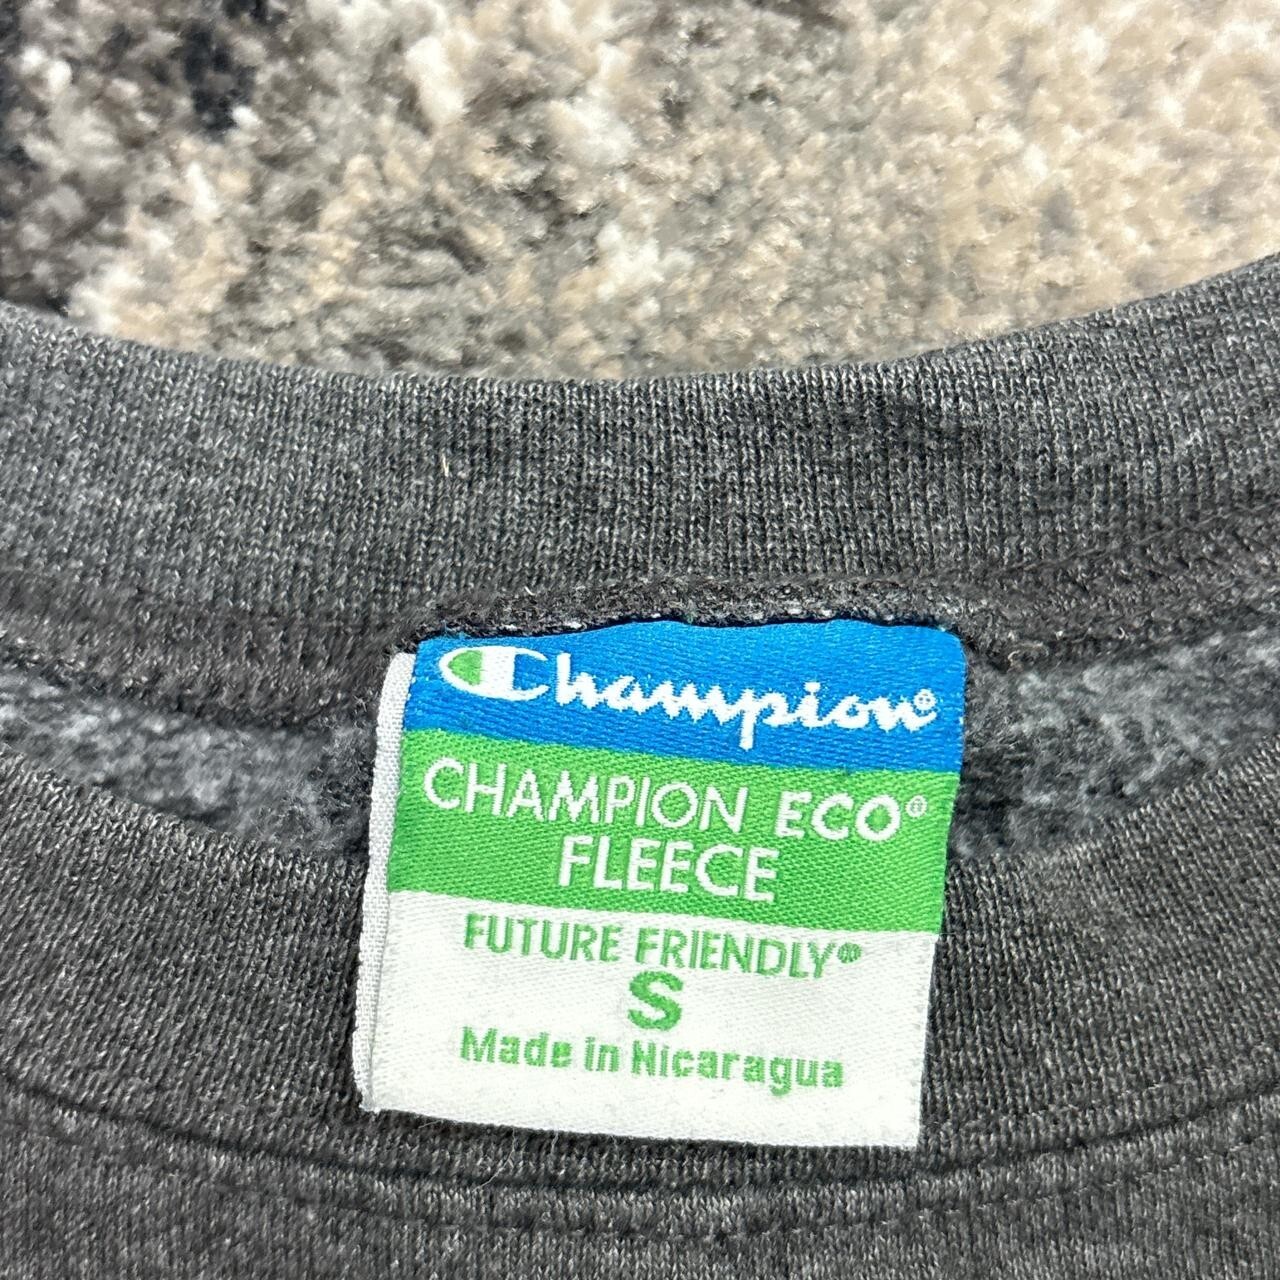 Champion®
CHAMPION ECO®
FLEECE
FUTURE FRIENDLY®
S
Made in Nicaragua